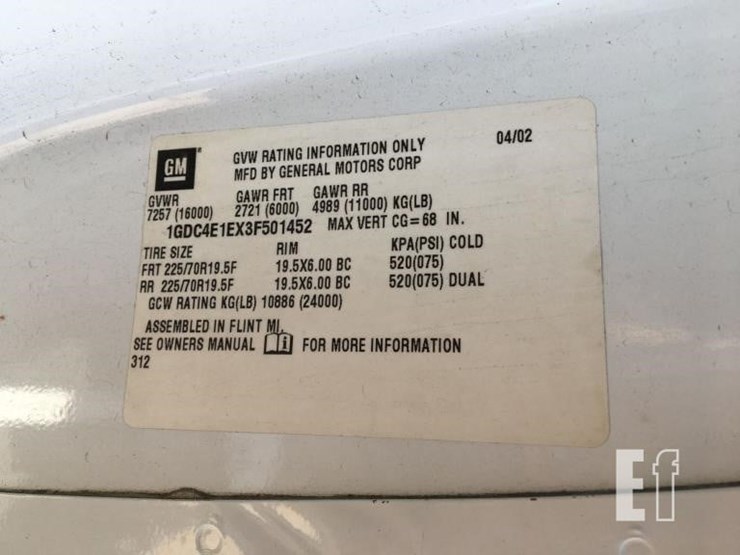 GM
GVW RATING INFORMATION ONLY 04/02
MFD BY GENERAL MOTORS CORP
GVWR GAWR FRT GAWR RR
7257 (16000) 2721 (6000) 4989 (11000) KG(LB)
1GDC4E1EX3F501452 MAX VERT CG=68 IN.
TIRE SIZE RIM KPA(PSI) COLD
FRT 225/70R19.5F 19.5X6.00 BC 520(075)
RR 225/70R19.5F 19.5X6.00 BC 520(075) DUAL
GCW RATING KG(LB) 10886 (24000)
ASSEMBLED IN FLINT MI.
SEE OWNERS MANUAL i FOR MORE INFORMATION
312
Ef